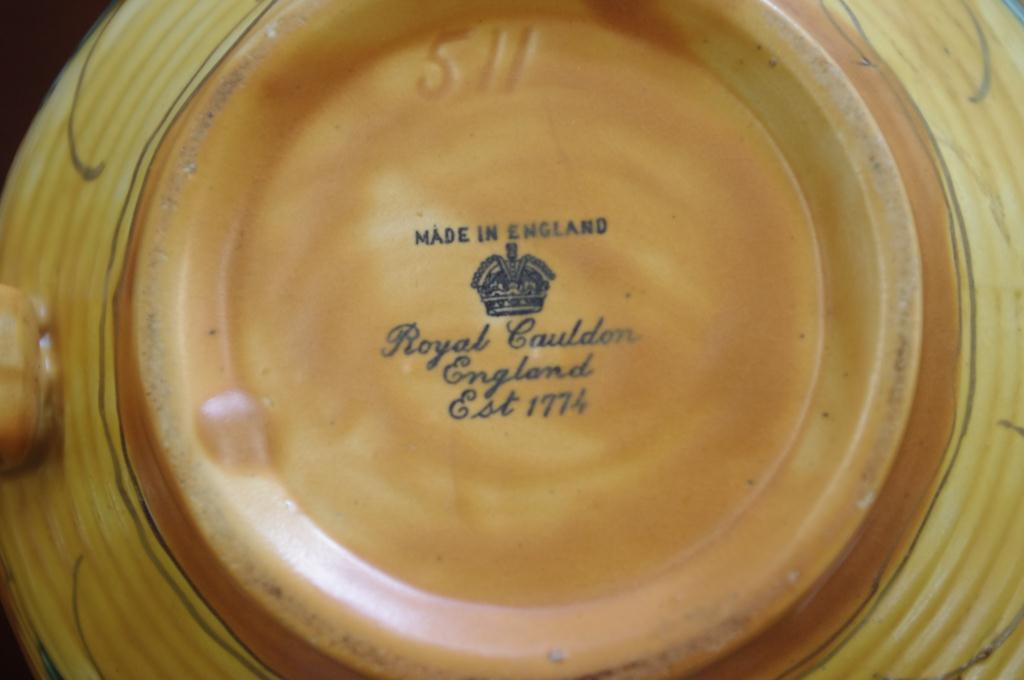 511
MADE IN ENGLAND
Royal Cauldon
England
Est 1774